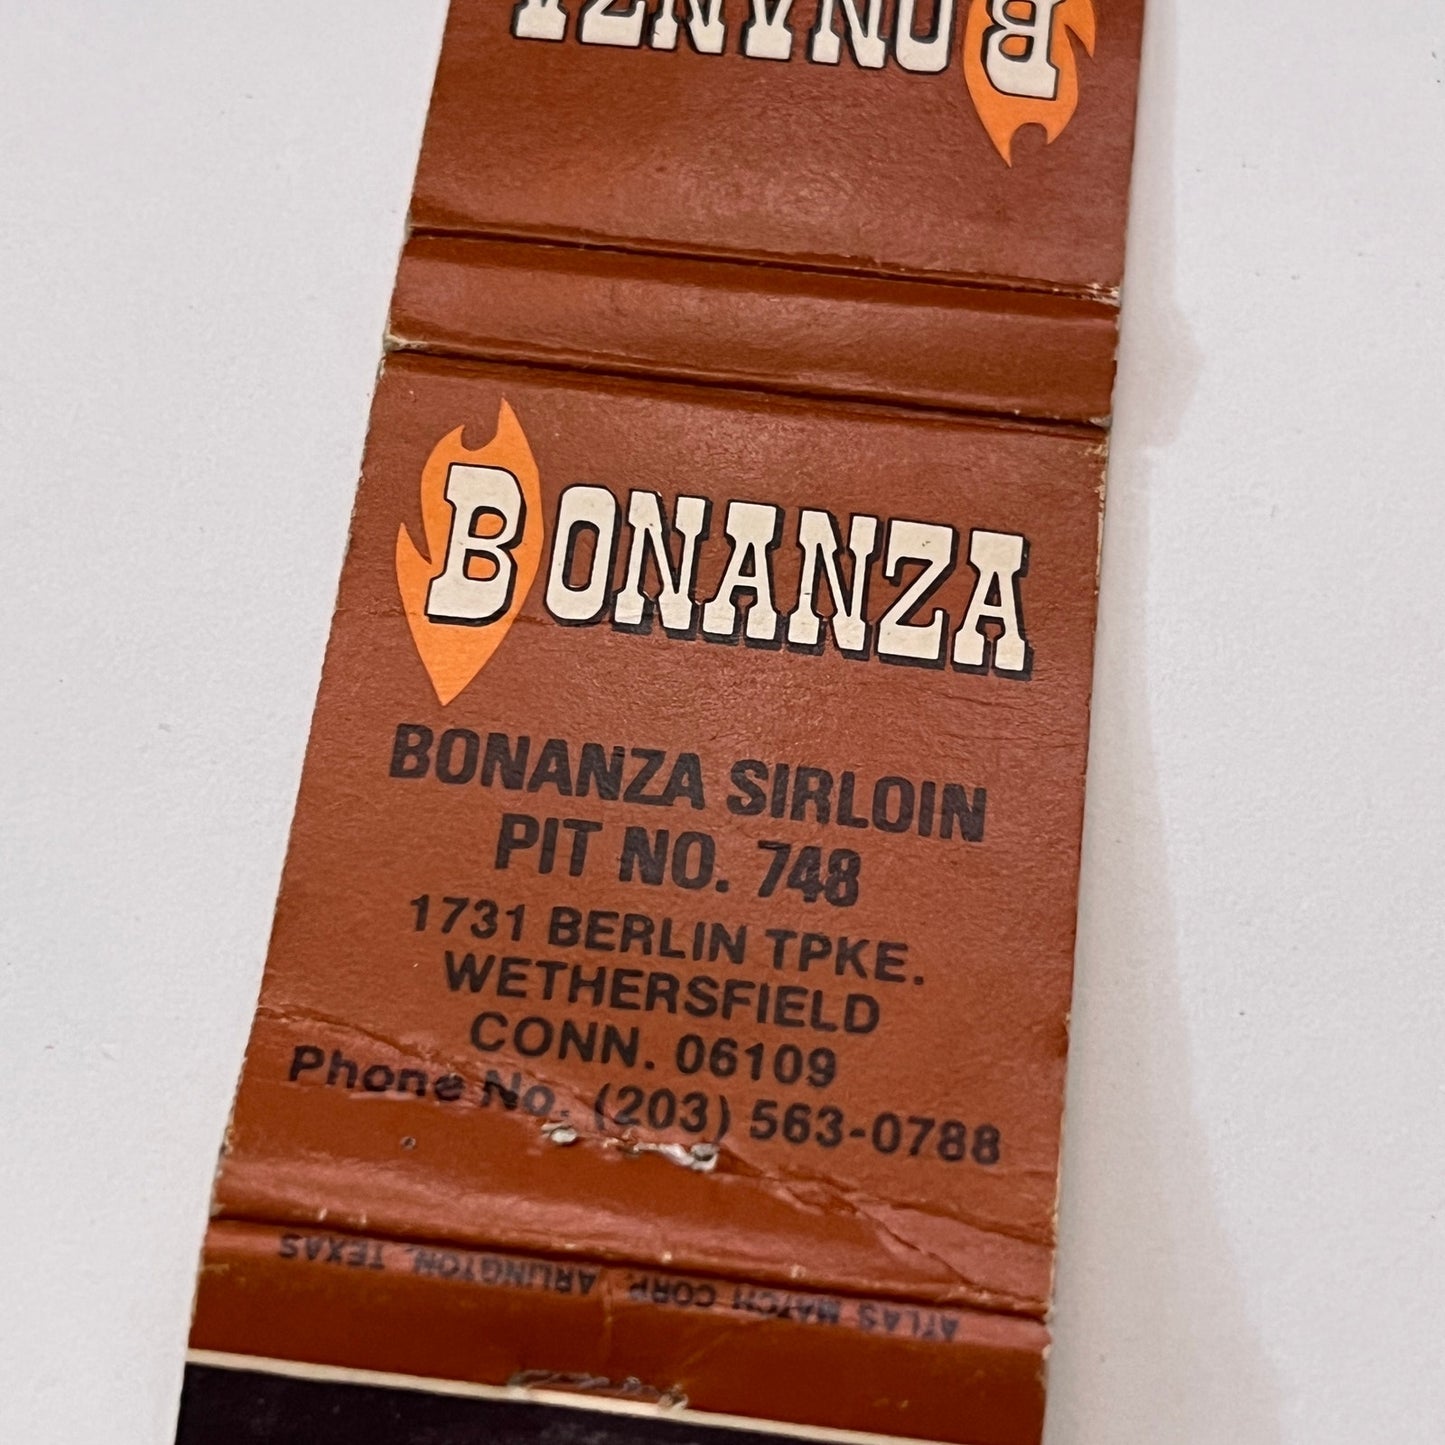 BONANZA
BONANZA
BONANZA SIRLOIN
PIT NO. 748
1731 BERLIN TPKE.
WETHERSFIELD
CONN. 06109
Phone No. (203) 563-0788
ATLAS MATCH CORP. ARLINGTON, TEXAS